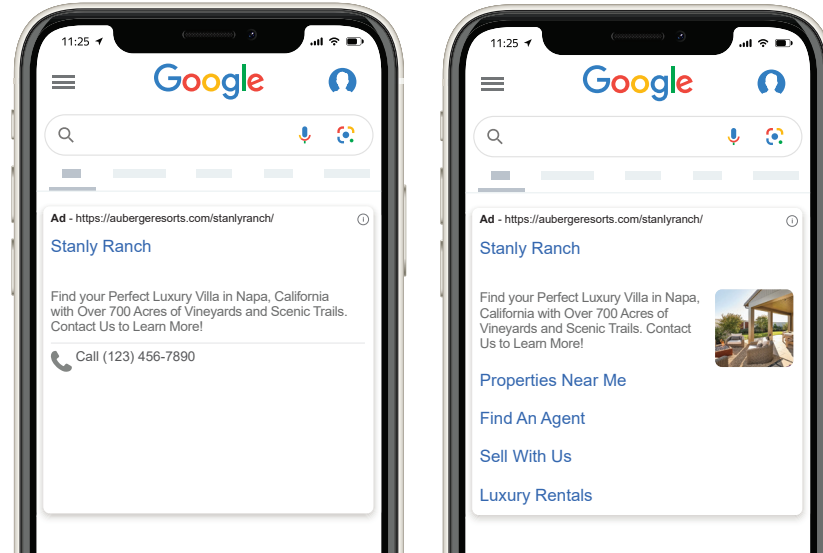 11:25
Google
Ad - https://aubergeresorts.com/stanlyranch/
Stanly Ranch
Find your Perfect Luxury Villa in Napa, California
with Over 700 Acres of Vineyards and Scenic Trails.
Contact Us to Learn More!
Call (123) 456-7890
11:25
Google
Ad - https://aubergeresorts.com/stanlyranch/
Stanly Ranch
Find your Perfect Luxury Villa in Napa,
California with Over 700 Acres of
Vineyards and Scenic Trails. Contact
Us to Learn More!
Properties Near Me
Find An Agent
Sell With Us
Luxury Rentals